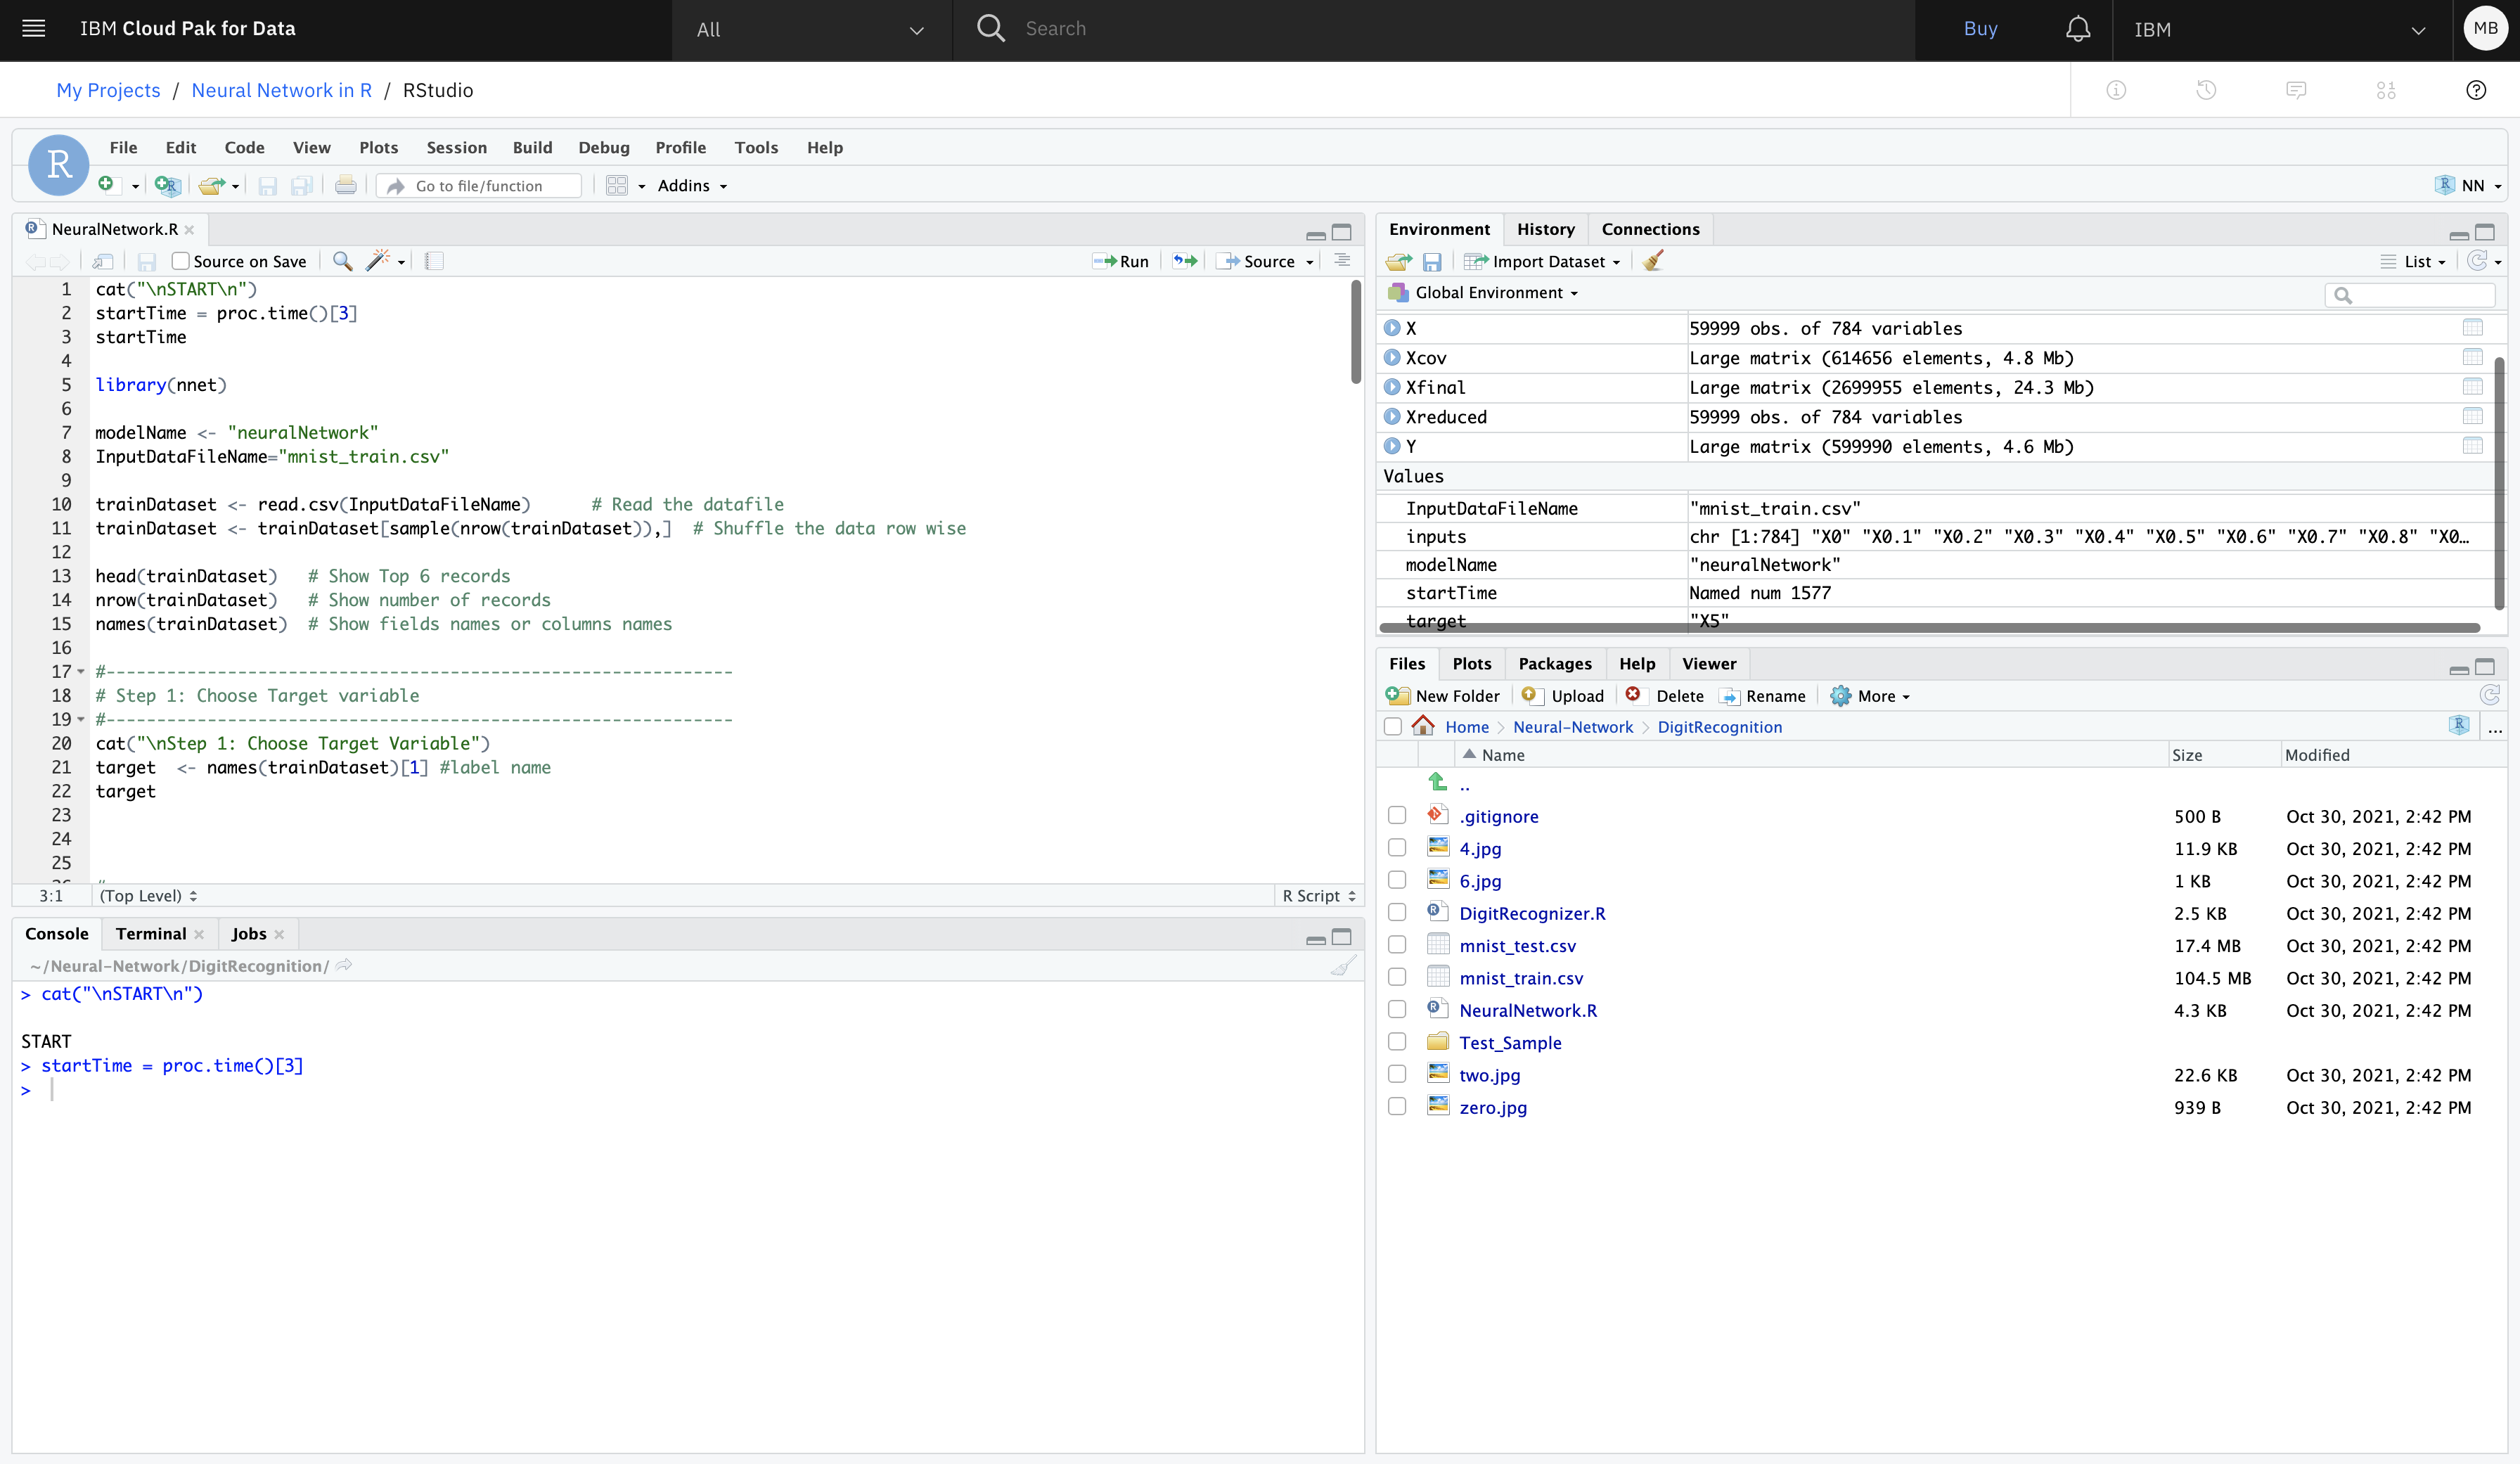 IBM Cloud Pak for Data
All
Search
Buy
IBM
MB
My Projects / Neural Network in R / RStudio
R
File Edit Code View Plots Session Build Debug Profile Tools Help
Go to file/function
Addins
NN
NeuralNetwork.R
Source on Save
Run
Source
1 cat("\nSTART\n")
2 startTime = proc.time()[3]
3 startTime
4
5 library(nnet)
6
7 modelName <- "neuralNetwork"
8 InputDataFileName="mnist_train.csv"
9
10 trainDataset <- read.csv(InputDataFileName)      # Read the datafile
11 trainDataset <- trainDataset[sample(nrow(trainDataset)),]  # Shuffle the data row wise
12
13 head(trainDataset)   # Show Top 6 records
14 nrow(trainDataset)   # Show number of records
15 names(trainDataset)  # Show fields names or columns names
16
17 #--------------------------------------------------------------
18 # Step 1: Choose Target variable
19 #--------------------------------------------------------------
20 cat("\nStep 1: Choose Target Variable")
21 target  <- names(trainDataset)[1] #label name
22 target
23
24
25
3:1 (Top Level)
R Script
Console Terminal Jobs
~/Neural-Network/DigitRecognition/
> cat("\nSTART\n")
START
> startTime = proc.time()[3]
>
Environment History Connections
Import Dataset
List
Global Environment
X 59999 obs. of 784 variables
Xcov Large matrix (614656 elements, 4.8 Mb)
Xfinal Large matrix (2699955 elements, 24.3 Mb)
Xreduced 59999 obs. of 784 variables
Y Large matrix (599990 elements, 4.6 Mb)
Values
InputDataFileName "mnist_train.csv"
inputs chr [1:784] "X0" "X0.1" "X0.2" "X0.3" "X0.4" "X0.5" "X0.6" "X0.7" "X0.8" "X0…
modelName "neuralNetwork"
startTime Named num 1577
target "X5"
Files Plots Packages Help Viewer
New Folder Upload Delete Rename More
Home > Neural-Network > DigitRecognition
...
Name Size Modified
..
.gitignore 500 B Oct 30, 2021, 2:42 PM
4.jpg 11.9 KB Oct 30, 2021, 2:42 PM
6.jpg 1 KB Oct 30, 2021, 2:42 PM
DigitRecognizer.R 2.5 KB Oct 30, 2021, 2:42 PM
mnist_test.csv 17.4 MB Oct 30, 2021, 2:42 PM
mnist_train.csv 104.5 MB Oct 30, 2021, 2:42 PM
NeuralNetwork.R 4.3 KB Oct 30, 2021, 2:42 PM
Test_Sample
two.jpg 22.6 KB Oct 30, 2021, 2:42 PM
zero.jpg 939 B Oct 30, 2021, 2:42 PM